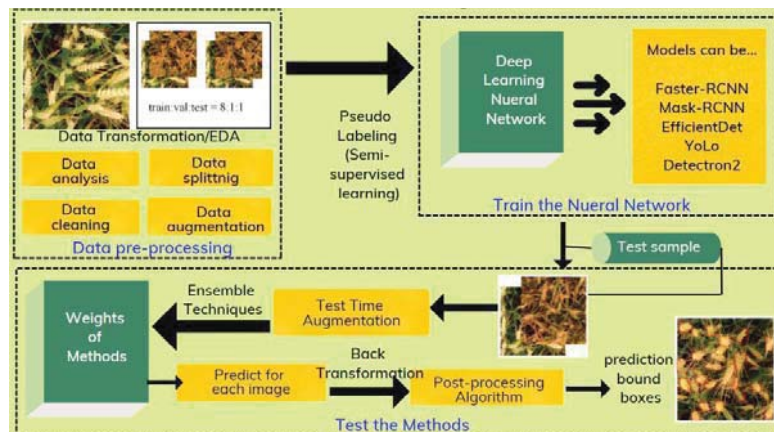 train:val:test = 8:1:1
Data Transformation/EDA
Data
analysis
Data
splittnig
Data
cleaning
Data
augmentation
Data pre-processing
Pseudo
Labeling
(Semi-
supervised
learning)
Deep
Learning
Nueral
Network
Models can be...
Faster-RCNN
Mask-RCNN
EfficientDet
YoLo
Detectron2
Train the Nueral Network
Test sample
Weights
of
Methods
Ensemble
Techniques
Test Time
Augmentation
Predict for
each image
Back
Transformation
Post-processing
Algorithm
prediction
bound
boxes
Test the Methods